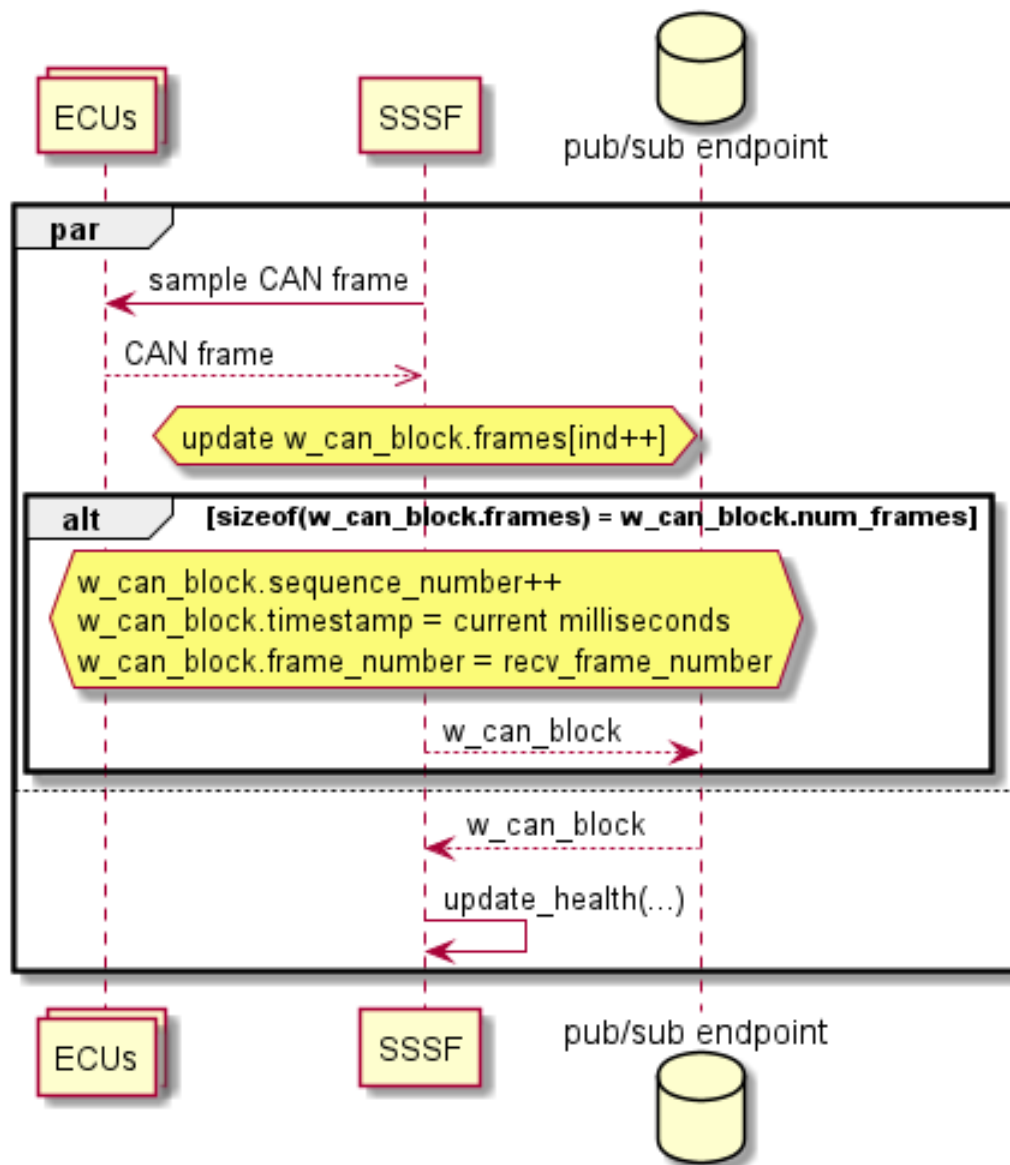 ECUs
SSSF
pub/sub endpoint
par
sample CAN frame
CAN frame
update w_can_block.frames[ind++]
alt
[sizeof(w_can_block.frames) = w_can_block.num_frames]
w_can_block.sequence_number++
w_can_block.timestamp = current milliseconds
w_can_block.frame_number = recv_frame_number
w_can_block
w_can_block
update_health(...)
ECUs
SSSF
pub/sub endpoint